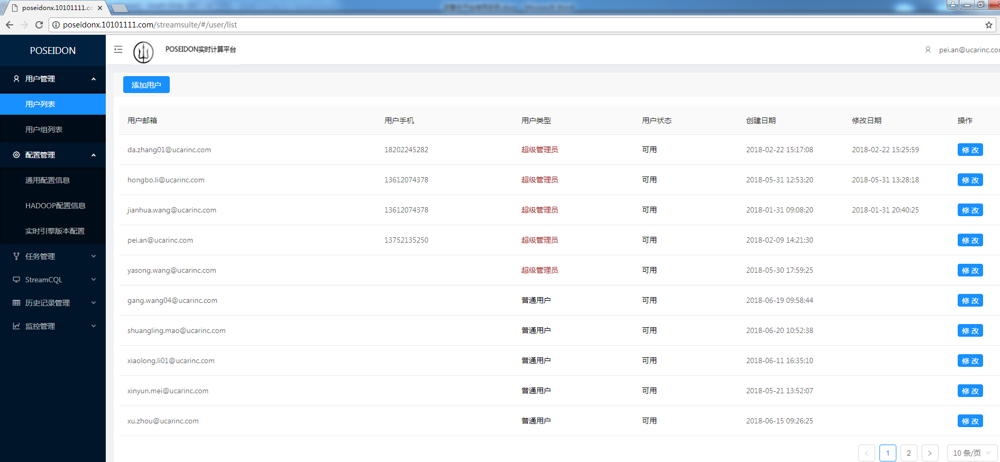 poseidonx.10101111.cc
poseidonx.10101111.com/streamsuite/#/user/list
POSEIDON
POSEIDON实时计算平台
pei.an@ucarinc.com
用户管理
用户列表
用户组列表
配置管理
通用配置信息
HADOOP配置信息
实时引擎版本配置
任务管理
StreamCQL
历史记录管理
监控管理
添加用户
用户邮箱 用户手机 用户类型 用户状态 创建日期 修改日期 操作
da.zhang01@ucarinc.com 18202245282 超级管理员 可用 2018-02-22 15:17:08 2018-02-22 15:25:59 修 改
hongbo.li@ucarinc.com 13612074378 超级管理员 可用 2018-05-31 12:53:20 2018-05-31 13:28:18 修 改
jianhua.wang@ucarinc.com 13612074378 超级管理员 可用 2018-01-31 09:08:20 2018-01-31 20:40:25 修 改
pei.an@ucarinc.com 13752135250 超级管理员 可用 2018-02-09 14:21:30 修 改
yasong.wang@ucarinc.com 超级管理员 可用 2018-05-30 17:59:25 修 改
gang.wang04@ucarinc.com 普通用户 可用 2018-06-19 09:58:44 修 改
shuangling.mao@ucarinc.com 普通用户 可用 2018-06-20 10:52:38 修 改
xiaolong.li01@ucarinc.com 普通用户 可用 2018-06-11 16:35:10 修 改
xinyun.mei@ucarinc.com 普通用户 可用 2018-05-21 13:52:07 修 改
xu.zhou@ucarinc.com 普通用户 可用 2018-06-15 09:26:25 修 改
< 1 2 > 10 条/页